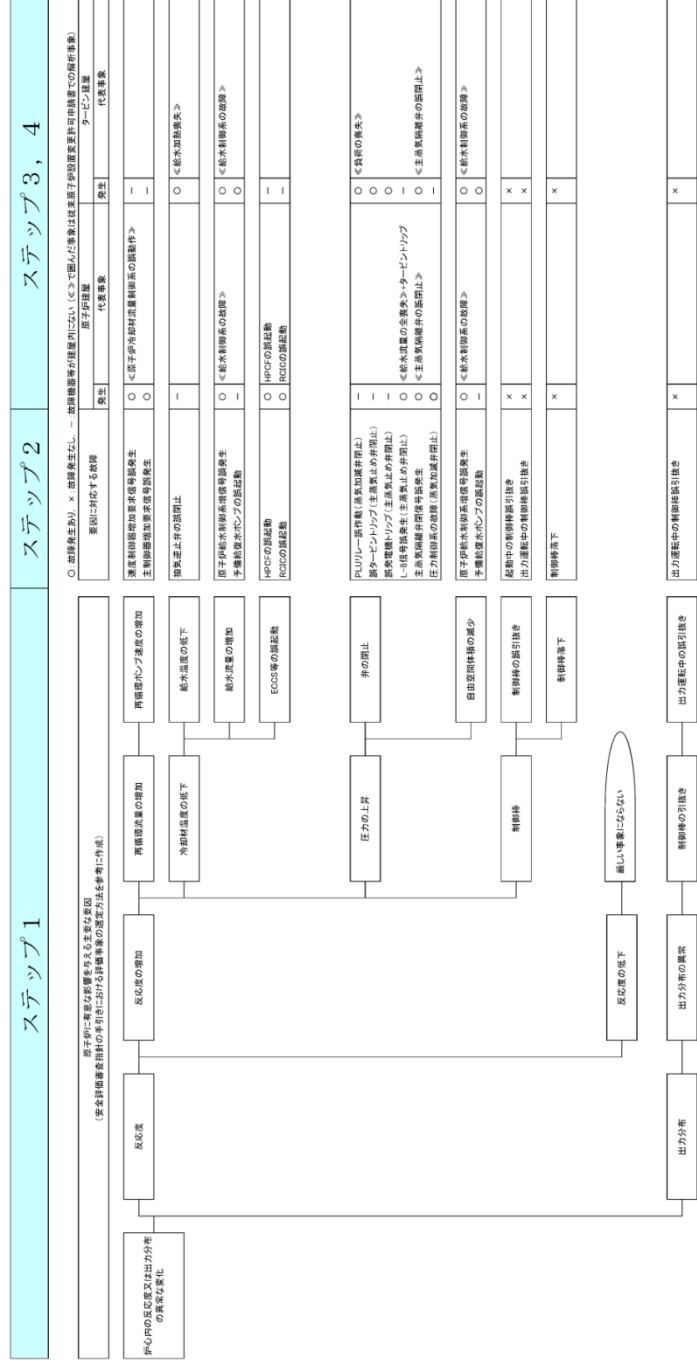 ステップ1
ステップ2
ステップ3，4
○:故障発生あり、×:故障発生なし、－:故障機器等が建屋内にない（≪≫で囲んだ事象は従来原子炉設置変更許可申請書での解析事象）
原子炉に有意な影響を与える主要な要因
（安全評価審査指針の手引きにおける評価事象の選定方法を参考に作成）
要因に対応する故障
原子炉建屋
タービン建屋
発生
代表事象
発生
代表事象
炉心内の反応度又は出力分布
の異常な変化
反応度
反応度の増加
再循環流量の増加
再循環ポンプ速度の増加
速度制御器増加要求信号誤発生
○
≪原子炉冷却材流量制御系の誤動作≫
－
主制御器増加要求信号誤発生
○
－
冷却材温度の低下
給水温度の低下
抽気逆止弁の誤閉止
－
○
≪給水加熱喪失≫
給水流量の増加
原子炉給水制御系増信号誤発生
○
≪給水制御系の故障≫
○
≪給水制御系の故障≫
予備給復水ポンプの誤起動
－
○
ECCS等の誤起動
HPCFの誤起動
○
HPCFの誤起動
－
RCICの誤起動
○
RCICの誤起動
－
圧力の上昇
弁の閉止
PLUリレー誤作動（蒸気加減弁閉止）
－
○
≪負荷の喪失≫
誤タービントリップ（主蒸気止め弁閉止）
－
○
誤発電機トリップ（主蒸気止め弁閉止）
－
○
L-8信号誤発生（主蒸気止め弁閉止）
○
≪給水流量の全喪失≫+タービントリップ
－
主蒸気隔離弁閉信号誤発生
○
≪主蒸気隔離弁の誤閉止≫
○
≪主蒸気隔離弁の誤閉止≫
圧力制御系の故障（蒸気加減弁閉止）
○
－
自由空間体積の減少
原子炉給水制御系増信号誤発生
○
≪給水制御系の故障≫
○
≪給水制御系の故障≫
予備給復水ポンプの誤起動
－
○
制御棒
制御棒の誤引抜き
起動中の制御棒誤引抜き
×
×
出力運転中の制御棒誤引抜き
×
×
制御棒落下
制御棒落下
×
×
反応度の低下
厳しい事象にならない
出力分布
出力分布の異常
制御棒の引抜き
出力運転中の誤引抜き
出力運転中の制御棒誤引抜き
×
×